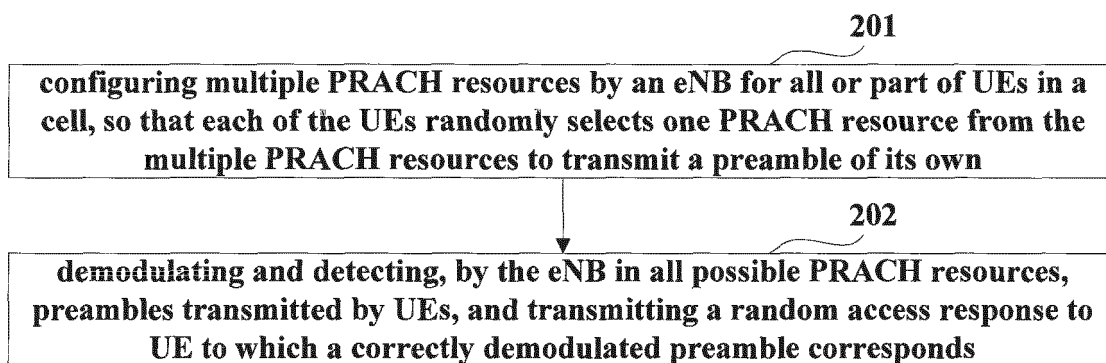 201
configuring multiple PRACH resources by an eNB for all or part of UEs in a
cell, so that each of the UEs randomly selects one PRACH resource from the
multiple PRACH resources to transmit a preamble of its own
202
demodulating and detecting, by the eNB in all possible PRACH resources,
preambles transmitted by UEs, and transmitting a random access response to
UE to which a correctly demodulated preamble corresponds